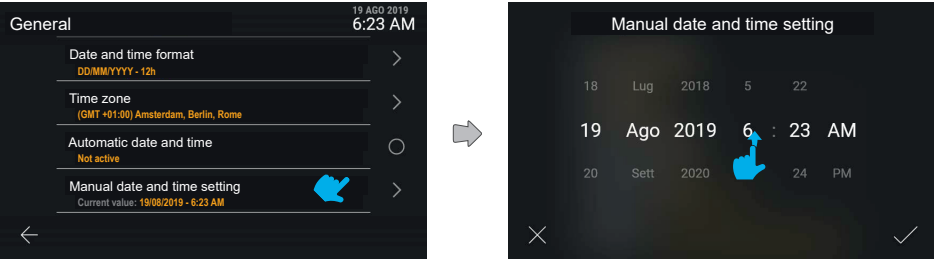 General
19 AGO 2019
6:23 AM
Date and time format
DD/MM/YYYY - 12h
Time zone
(GMT +01:00) Amsterdam, Berlin, Rome
Automatic date and time
Not active
Manual date and time setting
Current value: 19/08/2019 - 6:23 AM
Manual date and time setting
18 Lug 2018 5 22
19 Ago 2019 6 : 23 AM
20 Sett 2020 24 PM